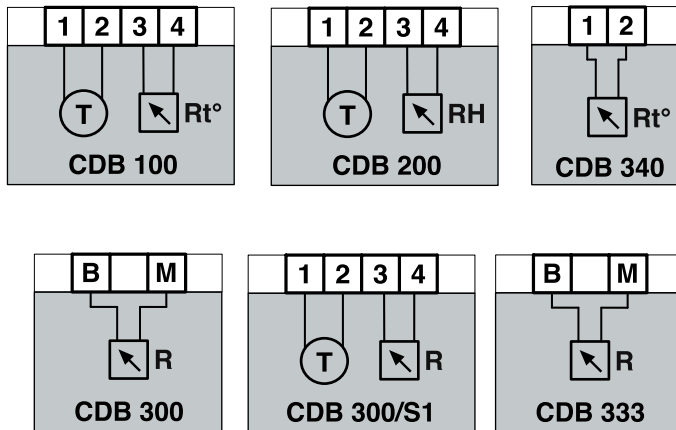 1 2 3 4
T Rt°
CDB 100
1 2 3 4
T RH
CDB 200
1 2
Rt°
CDB 340
B M
R
CDB 300
1 2 3 4
T R
CDB 300/S1
B M
R
CDB 333